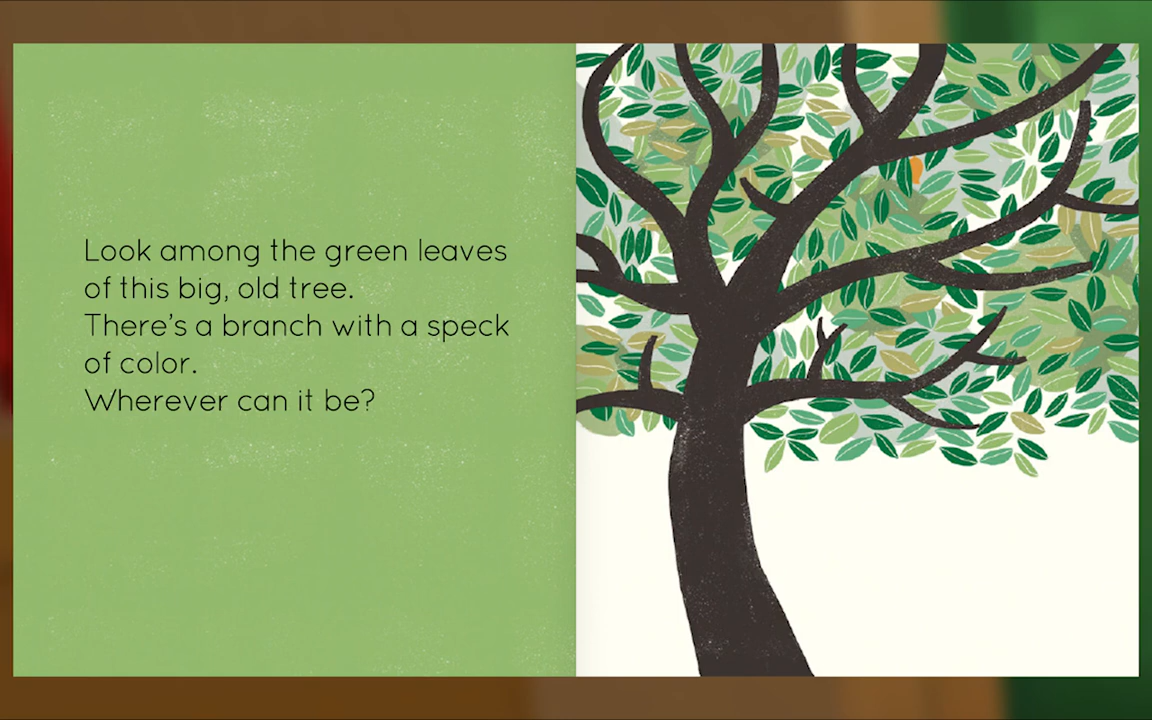 Look among the green leaves
of this big, old tree.
There's a branch with a speck
of color.
Wherever can it be?